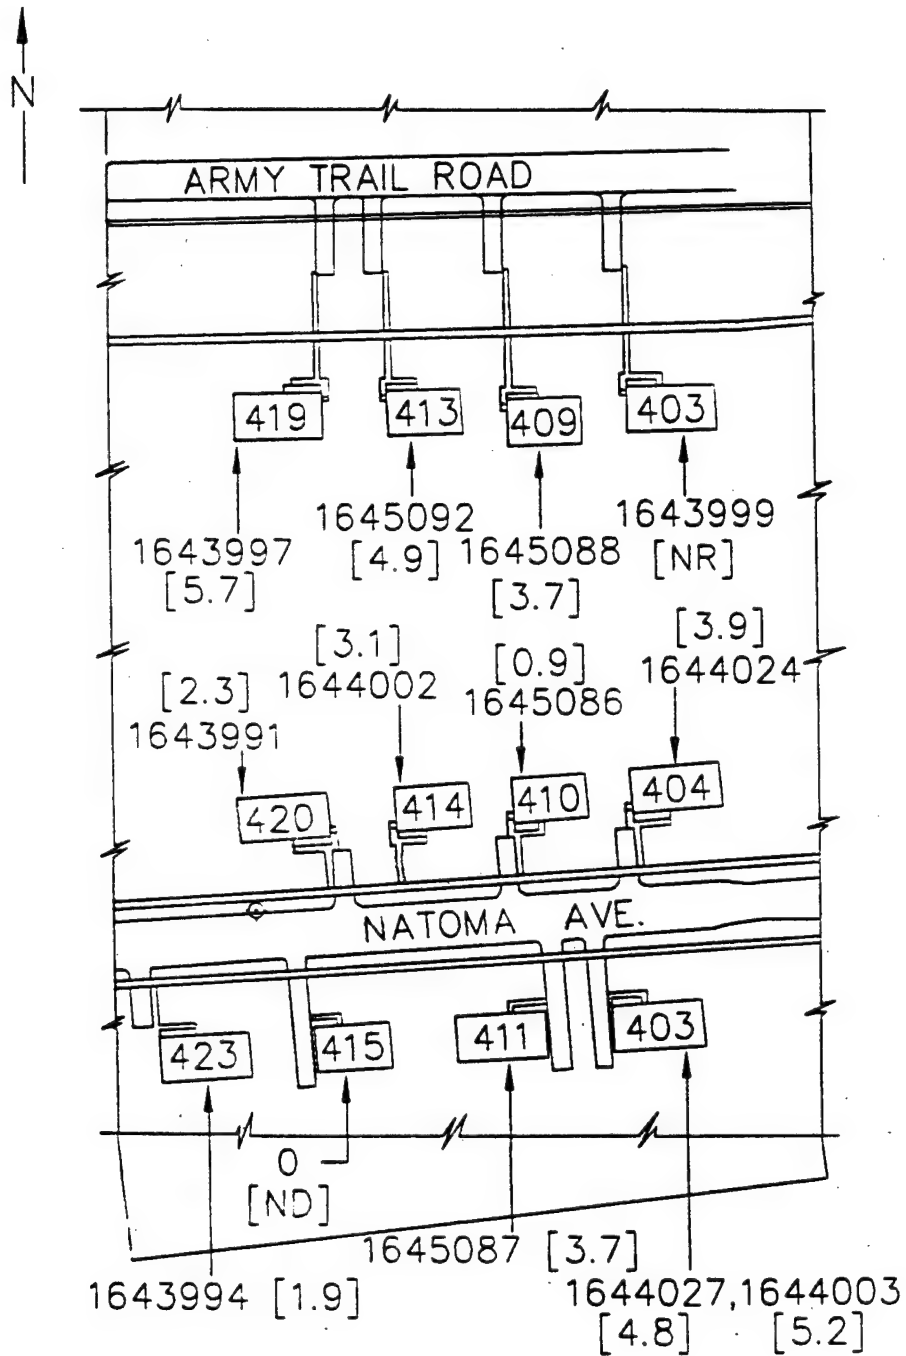 N
ARMY TRAIL ROAD
419 413 409 403
1645092 1643999
1643997 [4.9] 1645088 [NR]
[5.7] [3.7]
[3.1] [0.9] [3.9]
[2.3] 1644002 1645086 1644024
1643991
420 414 410 404
NATOMA AVE.
423 415 411 403
0
[ND]
1645087 [3.7]
1643994 [1.9] 1644027,1644003
[4.8] [5.2]